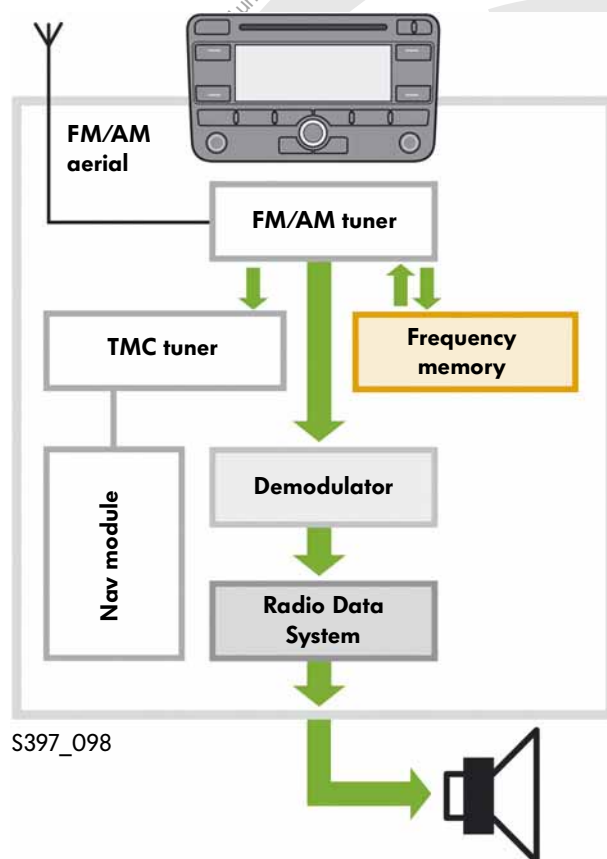 FM/AM
aerial
FM/AM tuner
TMC tuner
Frequency
memory
Nav module
Demodulator
Radio Data
System
S397_098